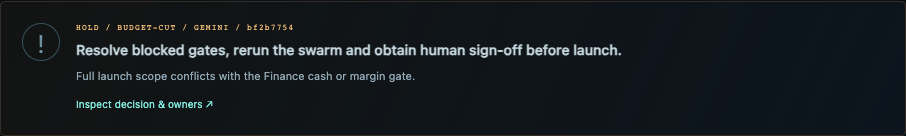 !
HOLD / BUDGET-CUT / GEMINI / bf2b7754
Resolve blocked gates, rerun the swarm and obtain human sign-off before launch.
Full launch scope conflicts with the Finance cash or margin gate.
Inspect decision & owners ↗